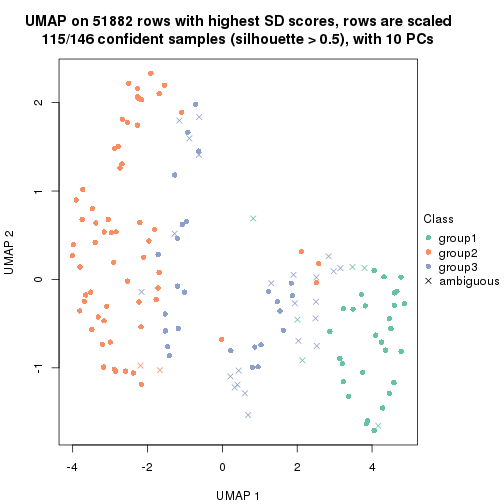 UMAP on 51882 rows with highest SD scores, rows are scaled
115/146 confident samples (silhouette > 0.5), with 10 PCs
Class
group1
group2
group3
ambiguous
UMAP 2
2
1
0
-1
-4
-2
0
2
4
UMAP 1